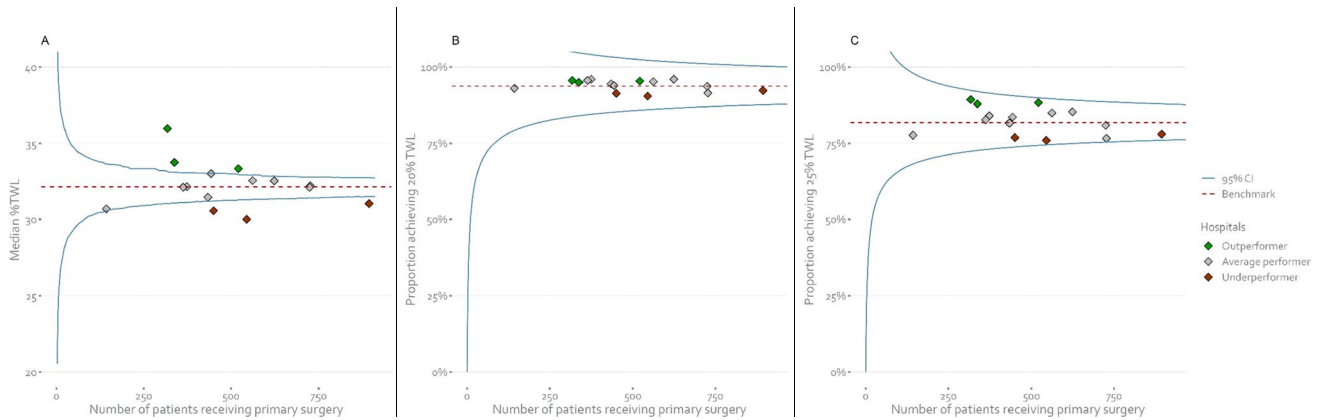 A
40
35
30
25
20
Median %TWL
0 250 500 750
Number of patients receiving primary surgery
B
100%
75%
50%
25%
0%
Proportion achieving 20% TWL
0 250 500 750
Number of patients receiving primary surgery
C
100%
75%
50%
25%
0%
Proportion achieving 25% TWL
0 250 500 750
Number of patients receiving primary surgery
95% CI
Benchmark
Hospitals
Outperformer
Average performer
Underperformer